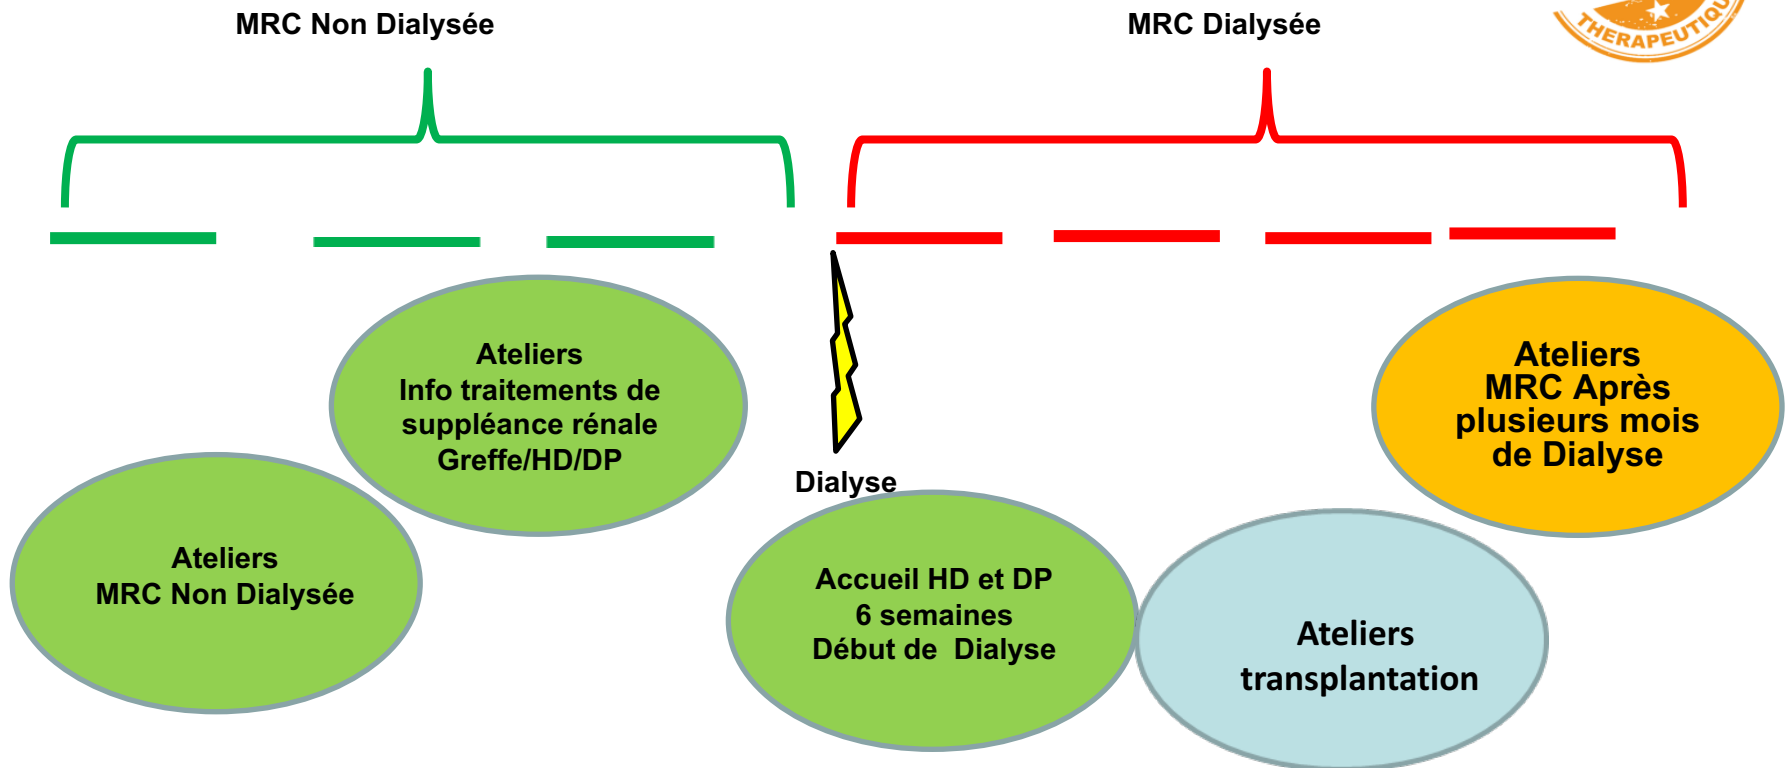 MRC Non Dialysée
MRC Dialysée
THERAPEUTIQU
Ateliers
Info traitements de
suppléance rénale
Greffe/HD/DP
Ateliers
MRC Après
plusieurs mois
de Dialyse
Dialyse
Ateliers
MRC Non Dialysée
Accueil HD et DP
6 semaines
Début de Dialyse
Ateliers
transplantation